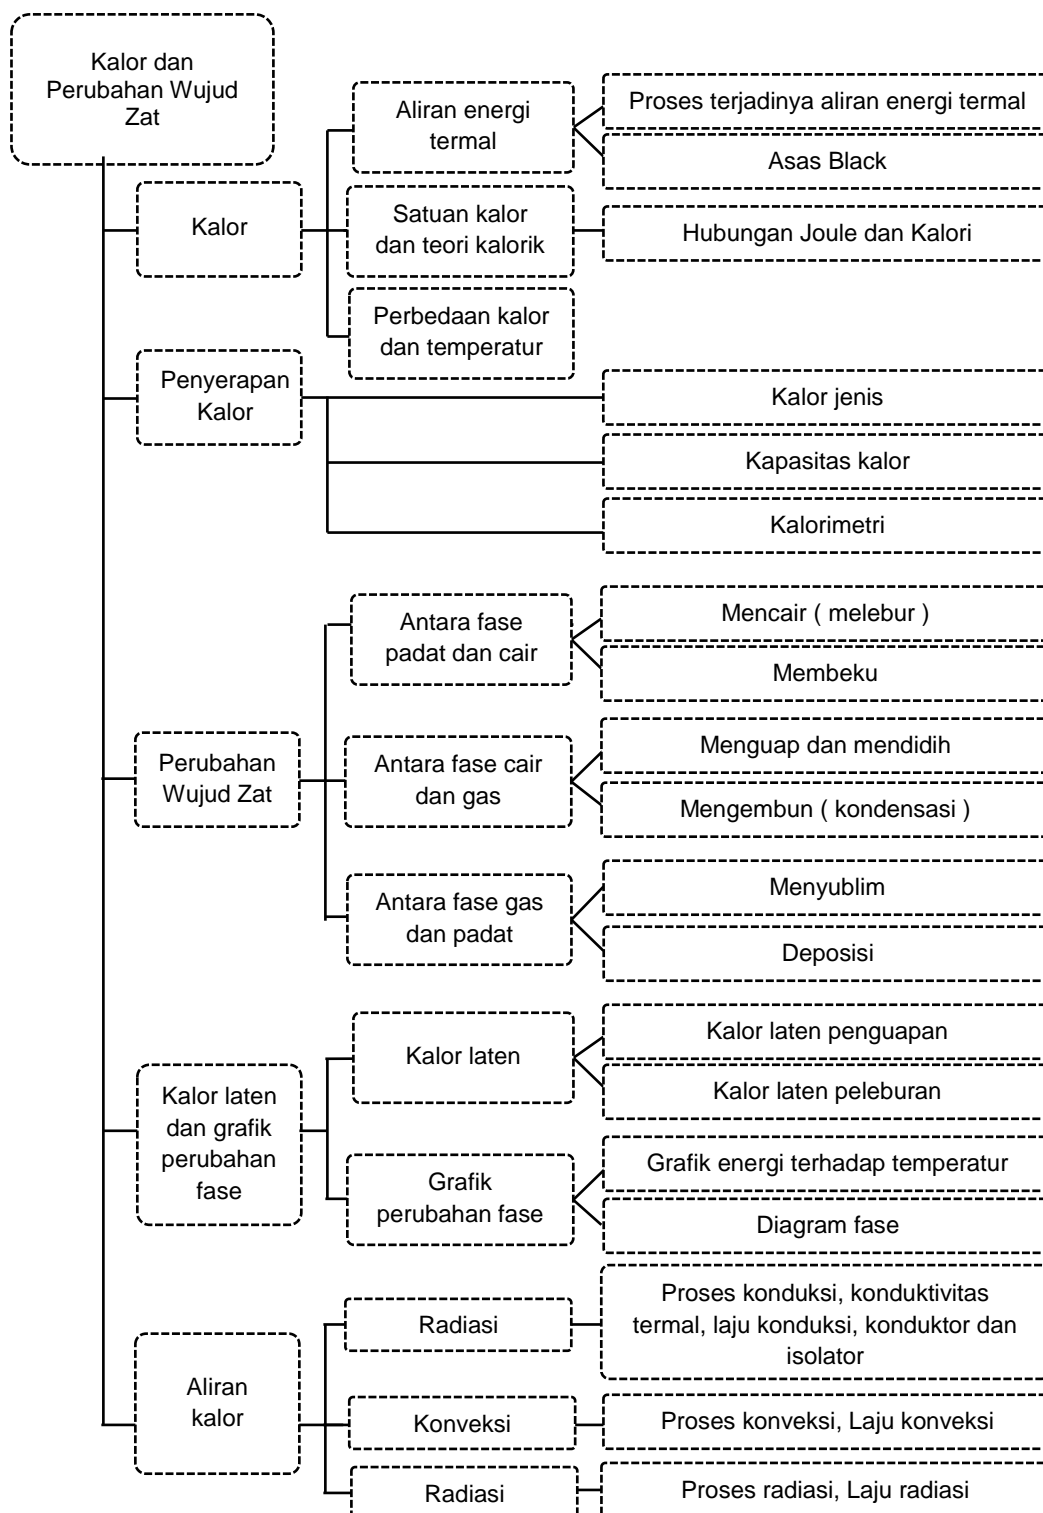 Kalor dan
Perubahan Wujud
Zat
Kalor
Aliran energi
termal
Proses terjadinya aliran energi termal
Asas Black
Satuan kalor
dan teori kalorik
Hubungan Joule dan Kalori
Perbedaan kalor
dan temperatur
Penyerapan
Kalor
Kalor jenis
Kapasitas kalor
Kalorimetri
Perubahan
Wujud Zat
Antara fase
padat dan cair
Mencair ( melebur )
Membeku
Antara fase cair
dan gas
Menguap dan mendidih
Mengembun ( kondensasi )
Antara fase gas
dan padat
Menyublim
Deposisi
Kalor laten
dan grafik
perubahan
fase
Kalor laten
Kalor laten penguapan
Kalor laten peleburan
Grafik
perubahan fase
Grafik energi terhadap temperatur
Diagram fase
Aliran
kalor
Radiasi
Proses konduksi, konduktivitas
termal, laju konduksi, konduktor dan
isolator
Konveksi
Proses konveksi, Laju konveksi
Radiasi
Proses radiasi, Laju radiasi